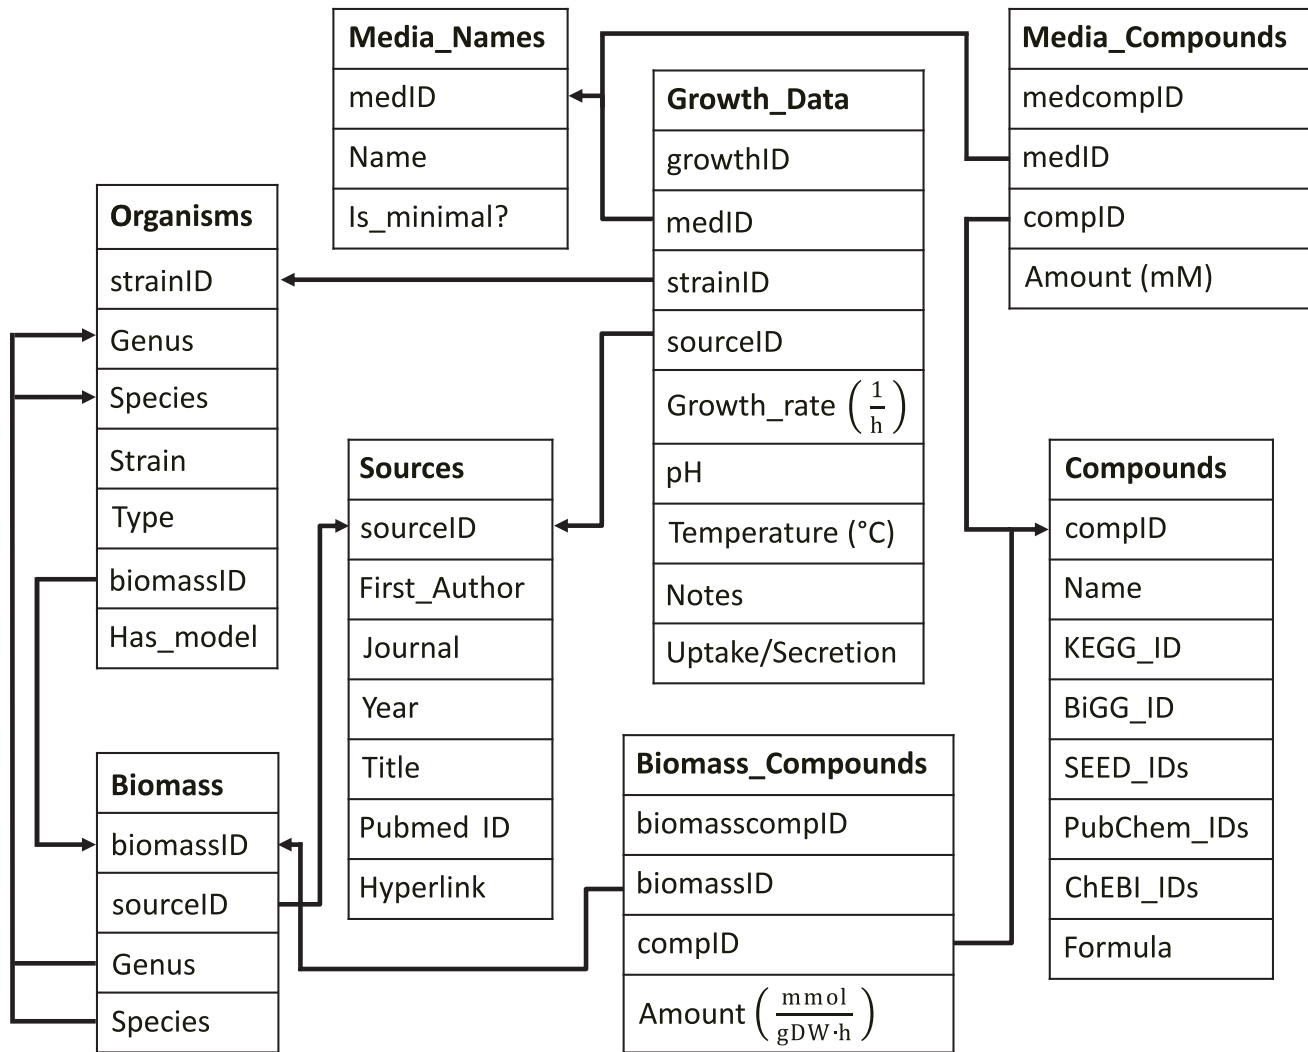 Media_Names
medID
Name
Is_minimal?
Growth_Data
growthID
medID
strainID
sourceID
Growth_rate (1/h)
pH
Temperature (°C)
Notes
Uptake/Secretion
Media_Compounds
medcompID
medID
compID
Amount (mM)
Organisms
strainID
Genus
Species
Strain
Type
biomassID
Has_model
Sources
sourceID
First_Author
Journal
Year
Title
Pubmed ID
Hyperlink
Compounds
compID
Name
KEGG_ID
BiGG_ID
SEED_IDs
PubChem_IDs
ChEBI_IDs
Formula
Biomass
biomassID
sourceID
Genus
Species
Biomass_Compounds
biomasscompID
biomassID
compID
Amount (mmol/gDW·h)